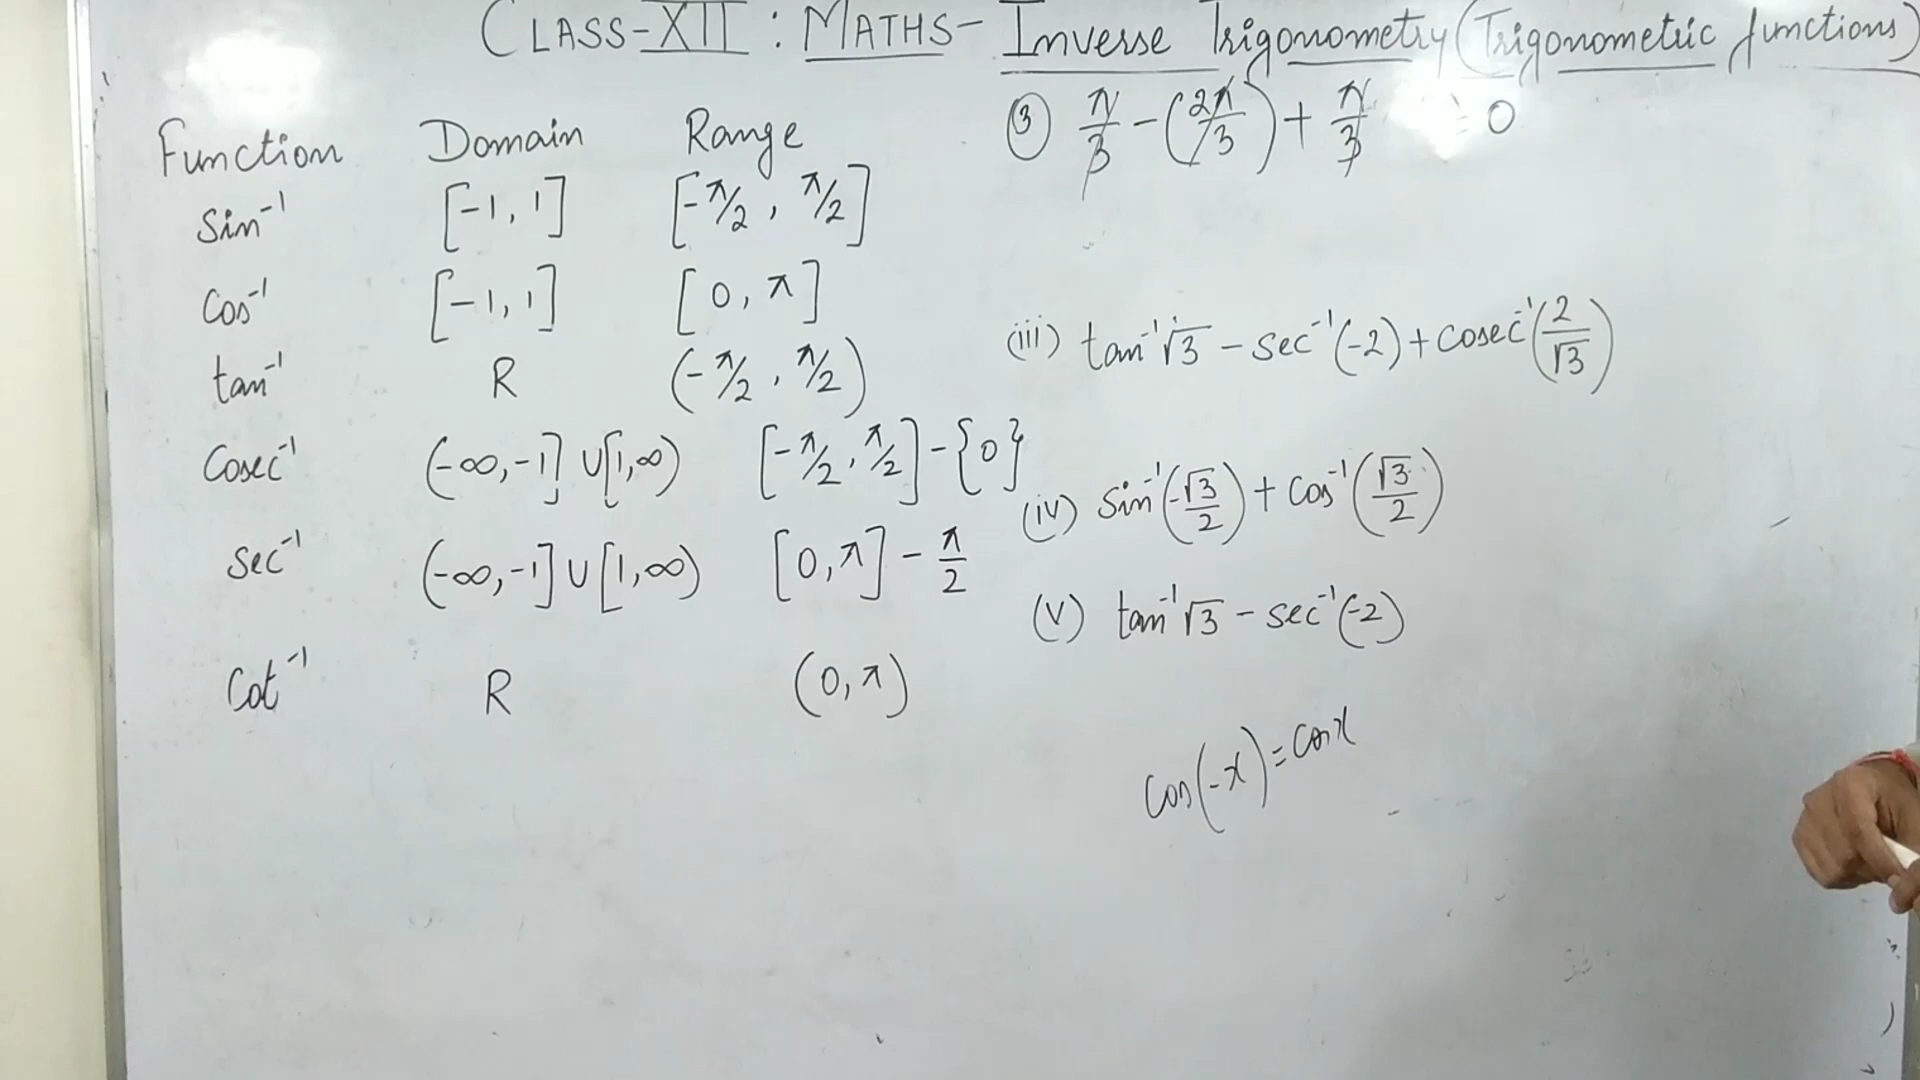 CLASS-XII : MATHS- Inverse Trigonometry (Trigonometric functions)
Function Domain Range
Sin⁻¹ [-1, 1] [-π/2, π/2]
Cos⁻¹ [-1, 1] [0, π]
tan⁻¹ R (-π/2, π/2)
Cosec⁻¹ (-∞, -1] ∪ [1, ∞) [-π/2, π/2] - {0}
Sec⁻¹ (-∞, -1] ∪ [1, ∞) [0, π] - π/2
Cot⁻¹ R (0, π)
③ π/3 - (2π/3) + π/3 = 0
(iii) tan⁻¹√3 - sec⁻¹(-2) + cosec⁻¹(2/√3)
(iv) Sin⁻¹(-√3/2) + Cos⁻¹(√3/2)
(v) tan⁻¹√3 - sec⁻¹(-2)
Cos(-x) = cosx